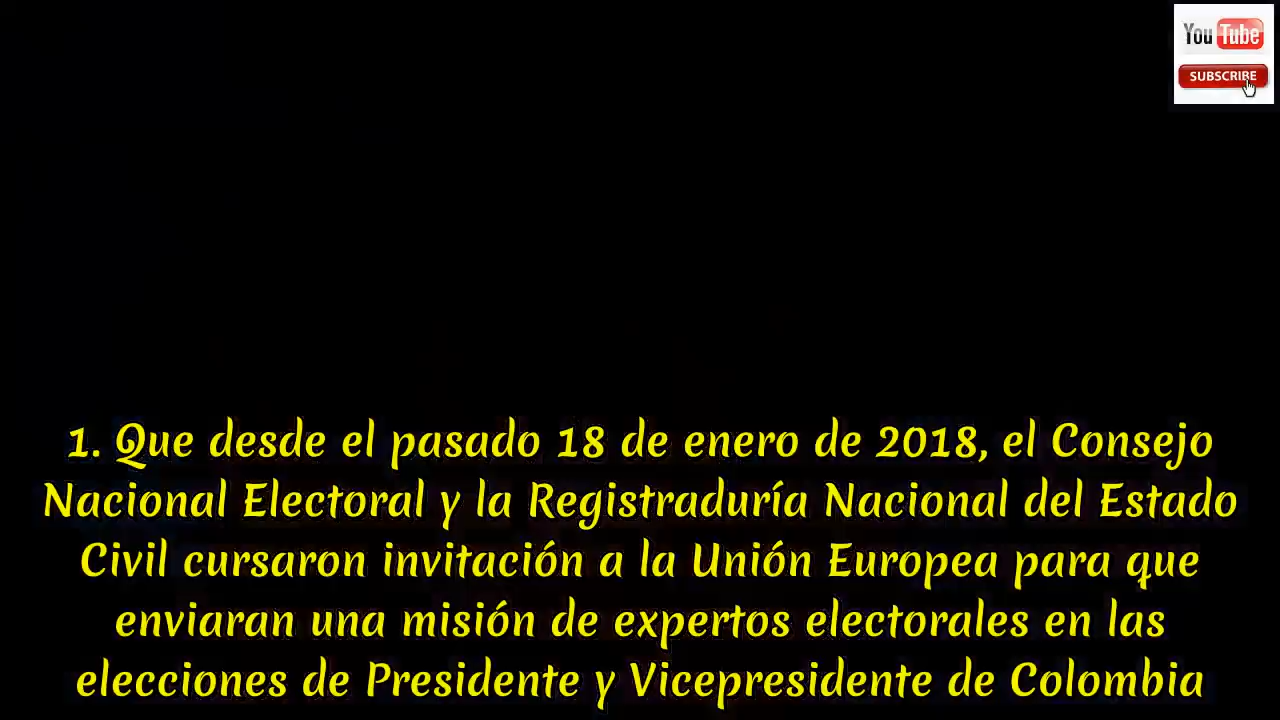 You Tube
SUBSCRIBE
1. Que desde el pasado 18 de enero de 2018, el Consejo
Nacional Electoral y la Registraduría Nacional del Estado
Civil cursaron invitación a la Unión Europea para que
enviaran una misión de expertos electorales en las
elecciones de Presidente y Vicepresidente de Colombia